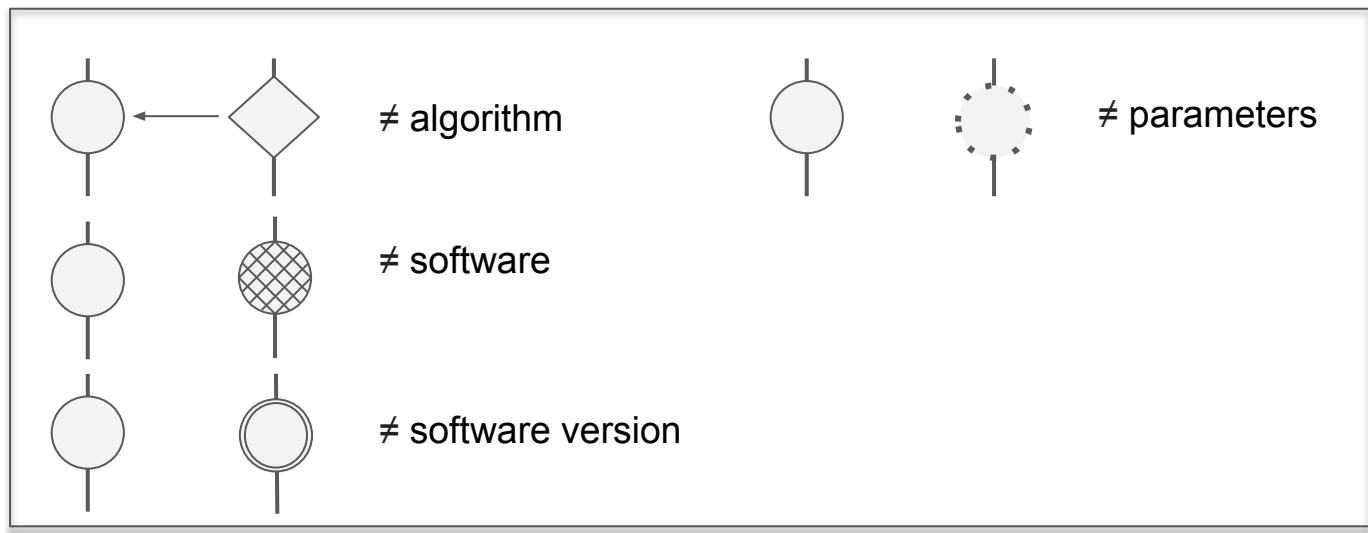 ≠ algorithm
≠ parameters
≠ software
≠ software version